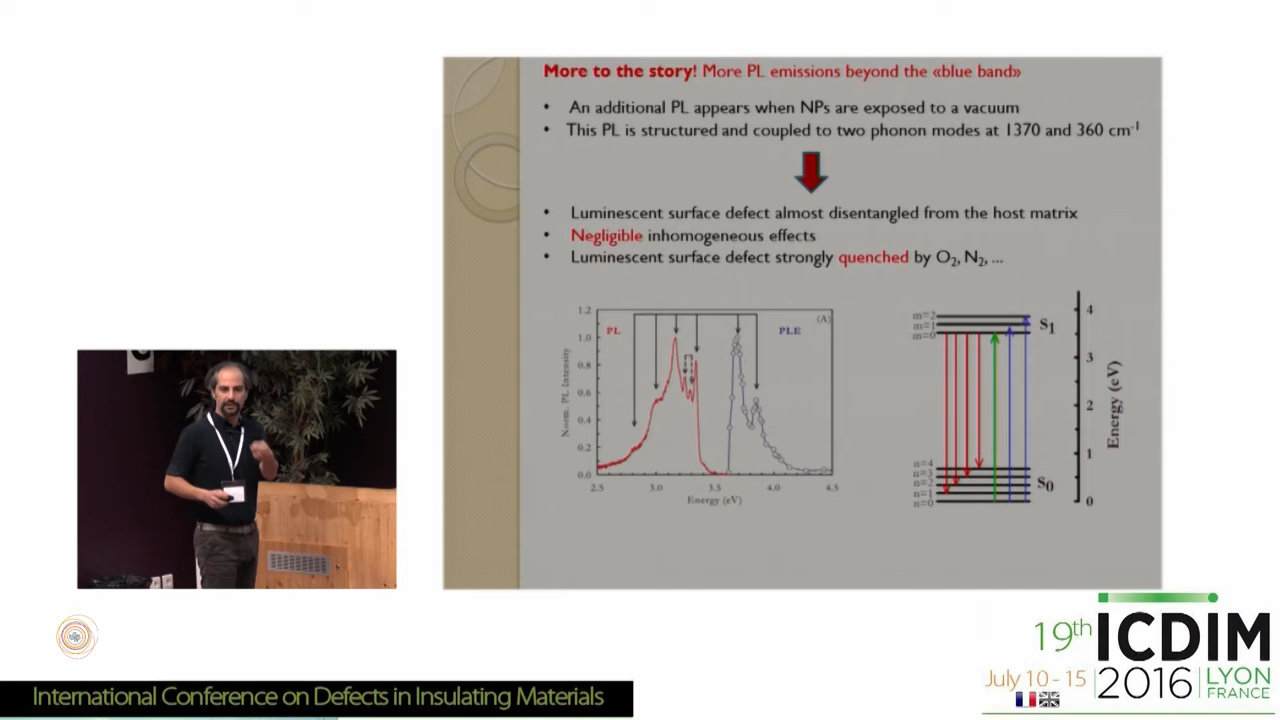 More to the story! More PL emissions beyond the «blue band»
• An additional PL appears when NPs are exposed to a vacuum
• This PL is structured and coupled to two phonon modes at 1370 and 360 cm⁻¹
• Luminescent surface defect almost disentangled from the host matrix
• Negligible inhomogeneous effects
• Luminescent surface defect strongly quenched by O₂, N₂, ...
1.2
1.0
0.8
0.6
0.4
0.2
0.0
Norm. PL Intensity
PL
PLE
(A)
2.5 3.0 3.5 4.0 4.5
Energy (eV)
m=2
m=1
m=0
S₁
n=4
n=3
n=2
n=1
n=0
S₀
4
3
2
1
0
Energy (eV)
19th ICDIM
July 10 - 15 2016 LYON
FRANCE
International Conference on Defects in Insulating Materials